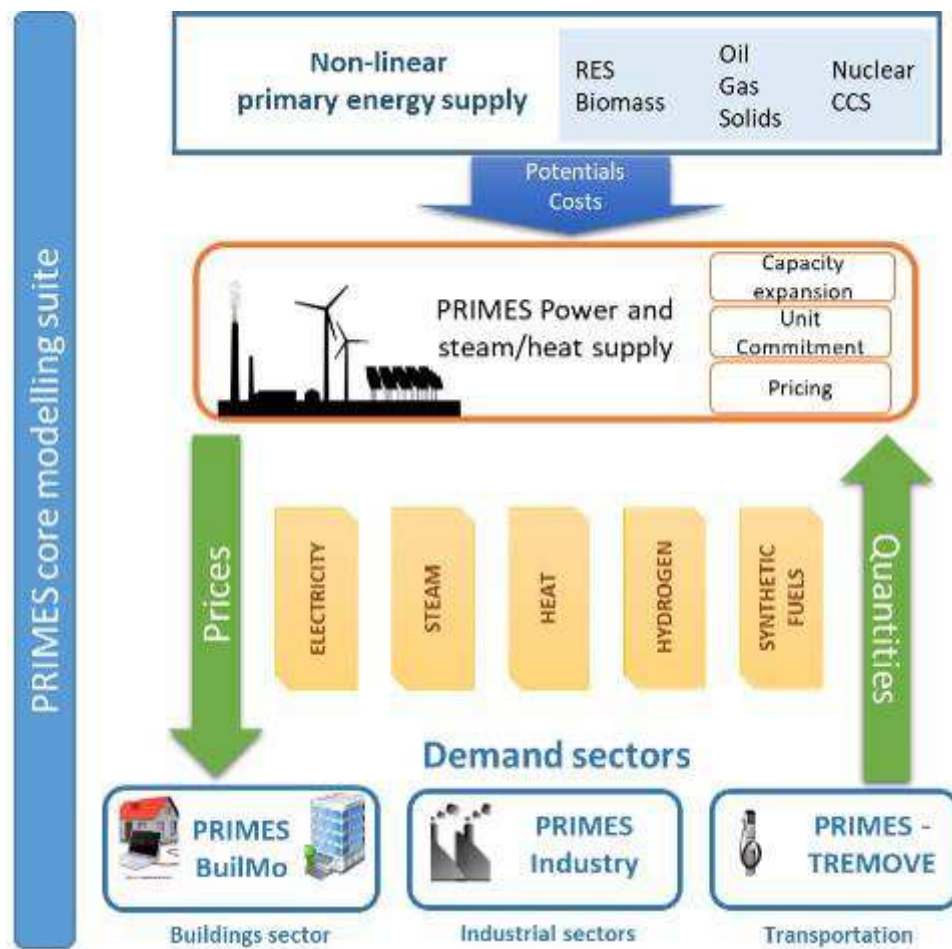 PRIMES core modelling suite
Non-linear
primary energy supply
RES
Biomass
Oil
Gas
Solids
Nuclear
CCS
Potentials
Costs
PRIMES Power and
steam/heat supply
Capacity
expansion
Unit
Commitment
Pricing
Prices
ELECTRICITY
STEAM
HEAT
HYDROGEN
SYNTHETIC
FUELS
Quantities
Demand sectors
PRIMES
BuilMo
PRIMES
Industry
PRIMES -
TREMOVE
Buildings sector
Industrial sectors
Transportation